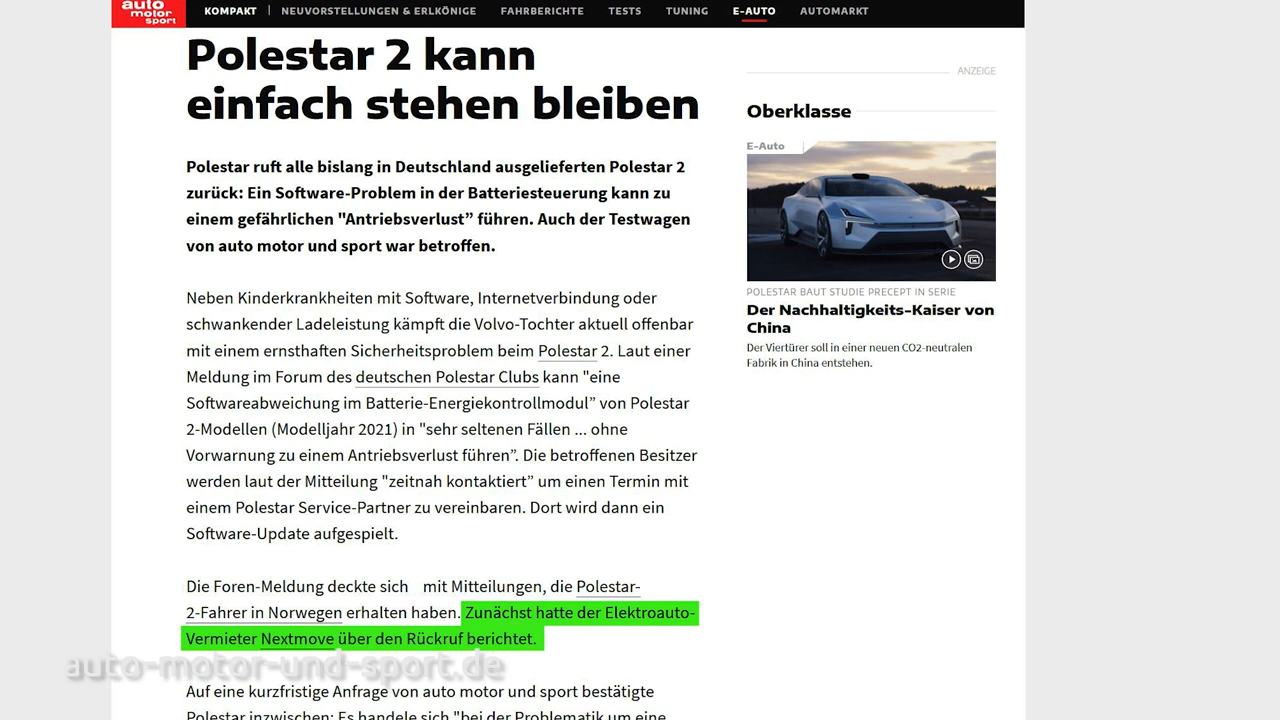 auto
motor
sport
KOMPAKT
NEUVORSTELLUNGEN & ERLKÖNIGE
FAHRBERICHTE
TESTS
TUNING
E-AUTO
AUTOMARKT
Polestar 2 kann
einfach stehen bleiben
Polestar ruft alle bislang in Deutschland ausgelieferten Polestar 2
zurück: Ein Software-Problem in der Batteriesteuerung kann zu
einem gefährlichen "Antriebsverlust” führen. Auch der Testwagen
von auto motor und sport war betroffen.
Neben Kinderkrankheiten mit Software, Internetverbindung oder
schwankender Ladeleistung kämpft die Volvo-Tochter aktuell offenbar
mit einem ernsthaften Sicherheitsproblem beim Polestar 2. Laut einer
Meldung im Forum des deutschen Polestar Clubs kann "eine
Softwareabweichung im Batterie-Energiekontrollmodul” von Polestar
2-Modellen (Modelljahr 2021) in "sehr seltenen Fällen ... ohne
Vorwarnung zu einem Antriebsverlust führen”. Die betroffenen Besitzer
werden laut der Mitteilung "zeitnah kontaktiert” um einen Termin mit
einem Polestar Service-Partner zu vereinbaren. Dort wird dann ein
Software-Update aufgespielt.
Die Foren-Meldung deckte sich mit Mitteilungen, die Polestar-
2-Fahrer in Norwegen erhalten haben. Zunächst hatte der Elektroauto-
Vermieter Nextmove über den Rückruf berichtet.
auto-motor-und-sport.de
Auf eine kurzfristige Anfrage von auto motor und sport bestätigte
Polestar inzwischen: Es handele sich "bei der Problematik um eine
ANZEIGE
Oberklasse
E-Auto
POLESTAR BAUT STUDIE PRECEPT IN SERIE
Der Nachhaltigkeits-Kaiser von
China
Der Viertürer soll in einer neuen CO2-neutralen
Fabrik in China entstehen.